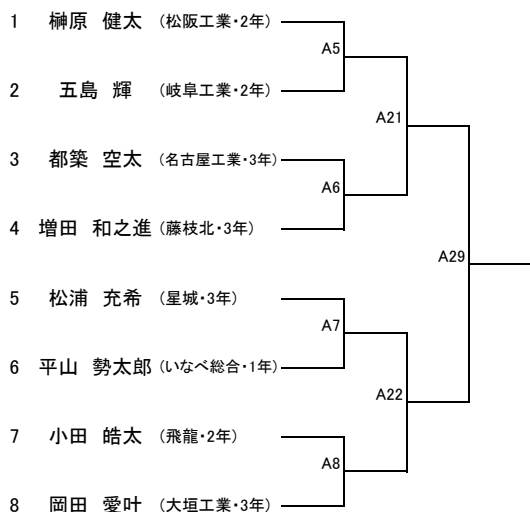 1 榊原 健太 (松阪工業・2年)
A5
2 五島 輝 (岐阜工業・2年)
A21
3 都築 空太 (名古屋工業・3年)
A6
4 増田 和之進 (藤枝北・3年)
A29
5 松浦 充希 (星城・3年)
A7
6 平山 勢太郎 (いなべ総合・1年)
A22
7 小田 皓太 (飛龍・2年)
A8
8 岡田 愛叶 (大垣工業・3年)